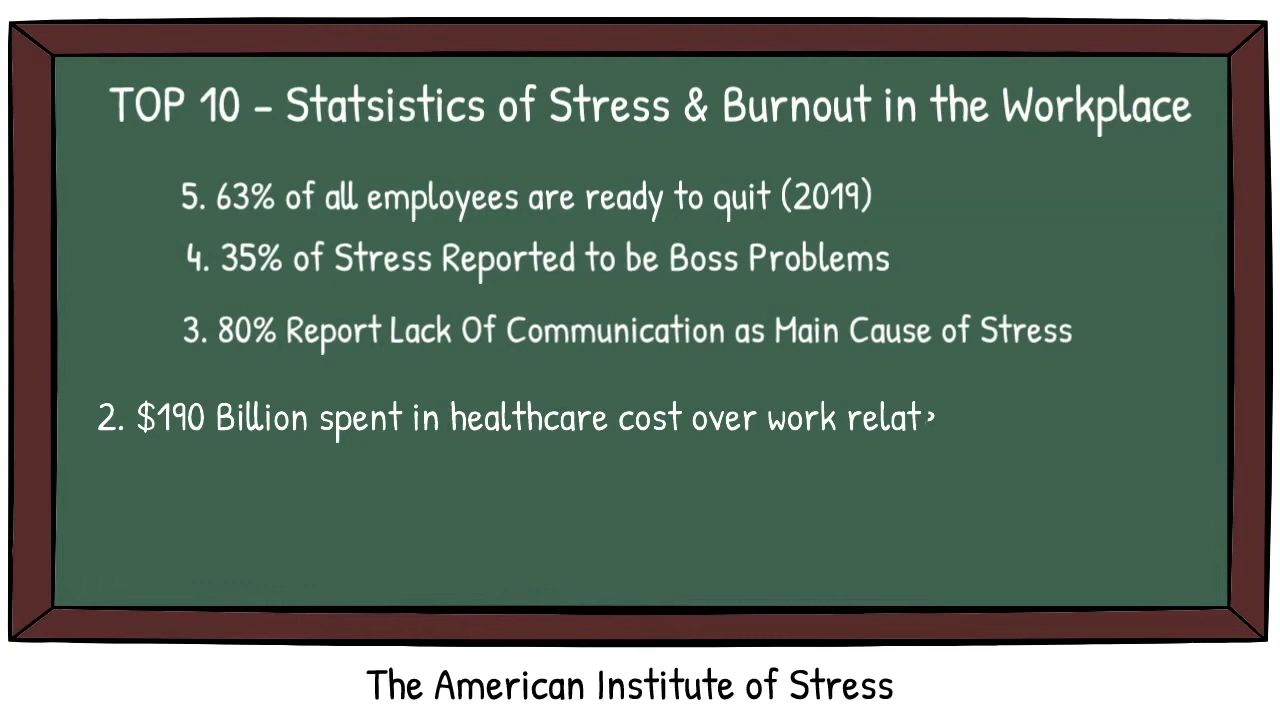 TOP 10 - Statsistics of Stress & Burnout in the Workplace
5. 63% of all employees are ready to quit (2019)
4. 35% of Stress Reported to be Boss Problems
3. 80% Report Lack Of Communication as Main Cause of Stress
2. $190 Billion spent in healthcare cost over work relat
The American Institute of Stress